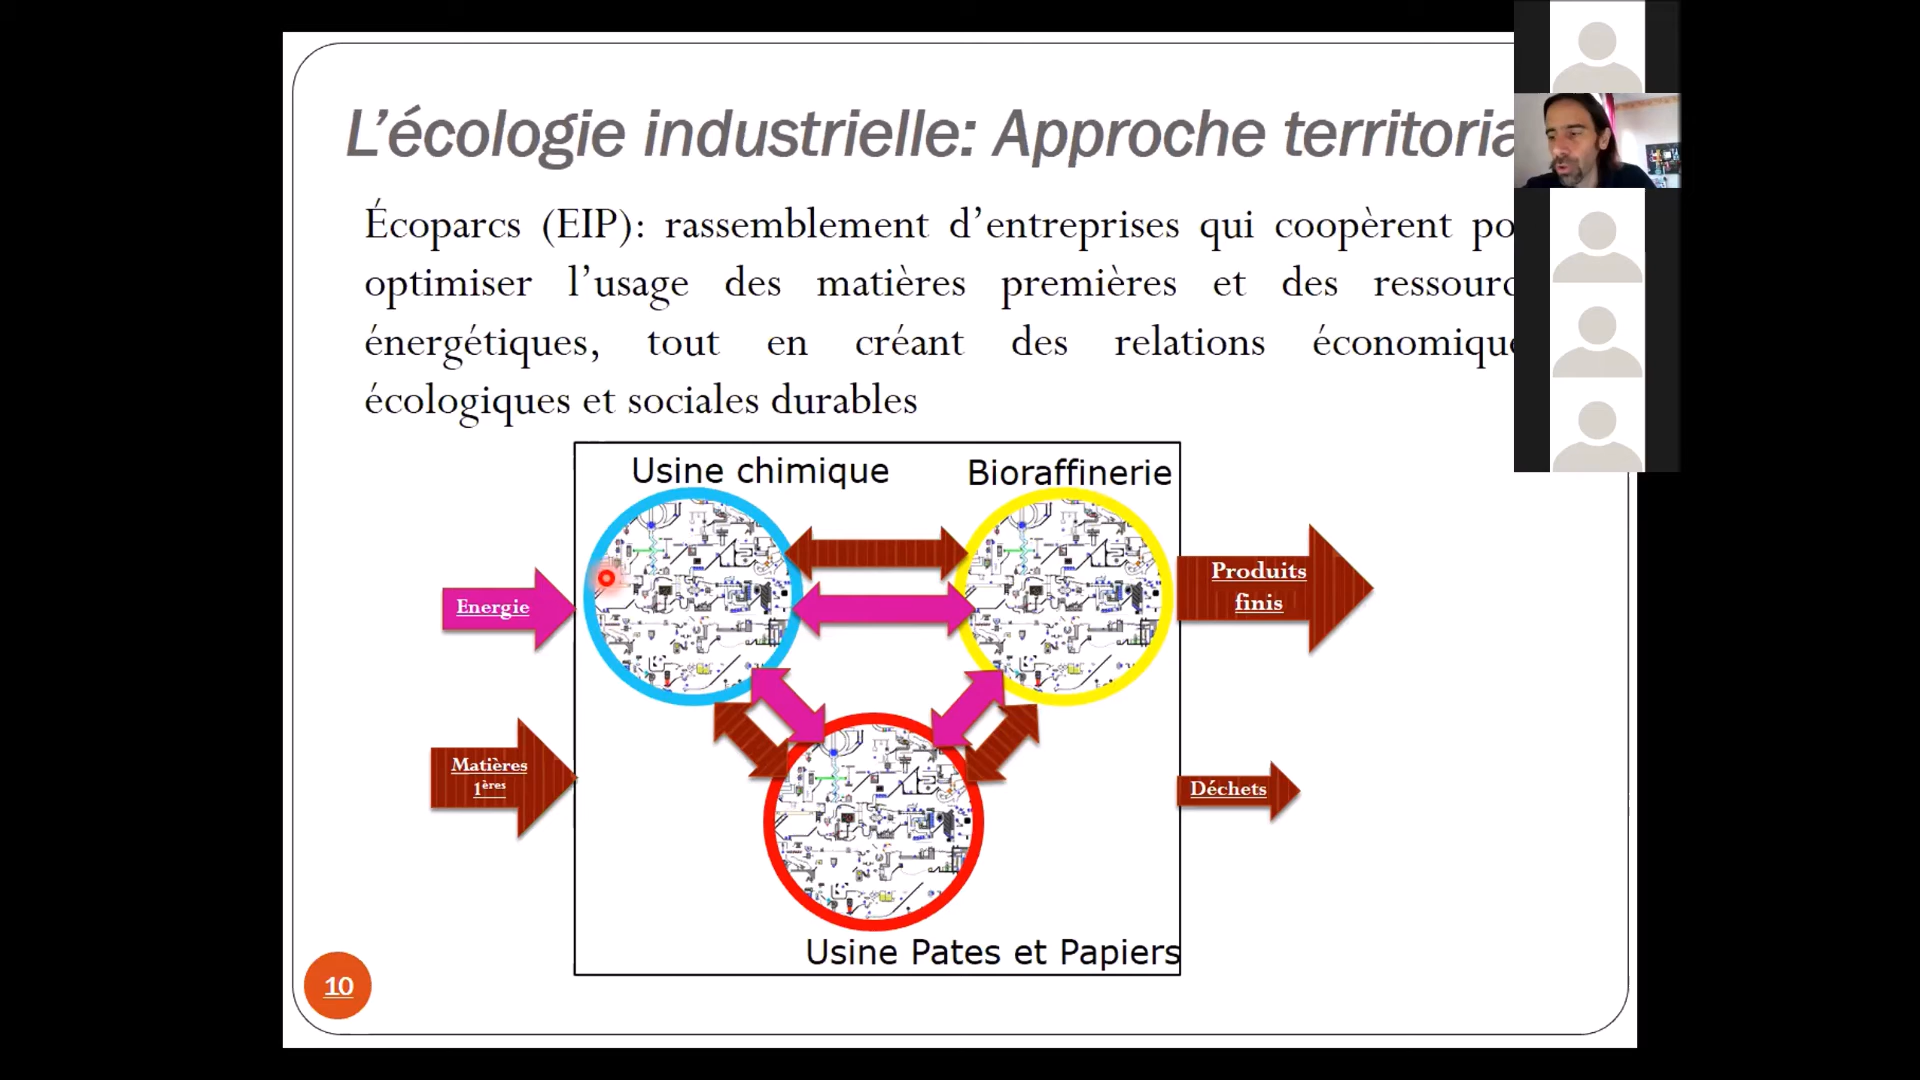 L'écologie industrielle: Approche territoria
Écoparcs (EIP): rassemblement d'entreprises qui coopèrent po
optimiser l'usage des matières premières et des ressourc
énergétiques, tout en créant des relations économique
écologiques et sociales durables
Usine chimique
Bioraffinerie
Energie
Produits
finis
Matières
1ères
Déchets
Usine Pates et Papiers
10